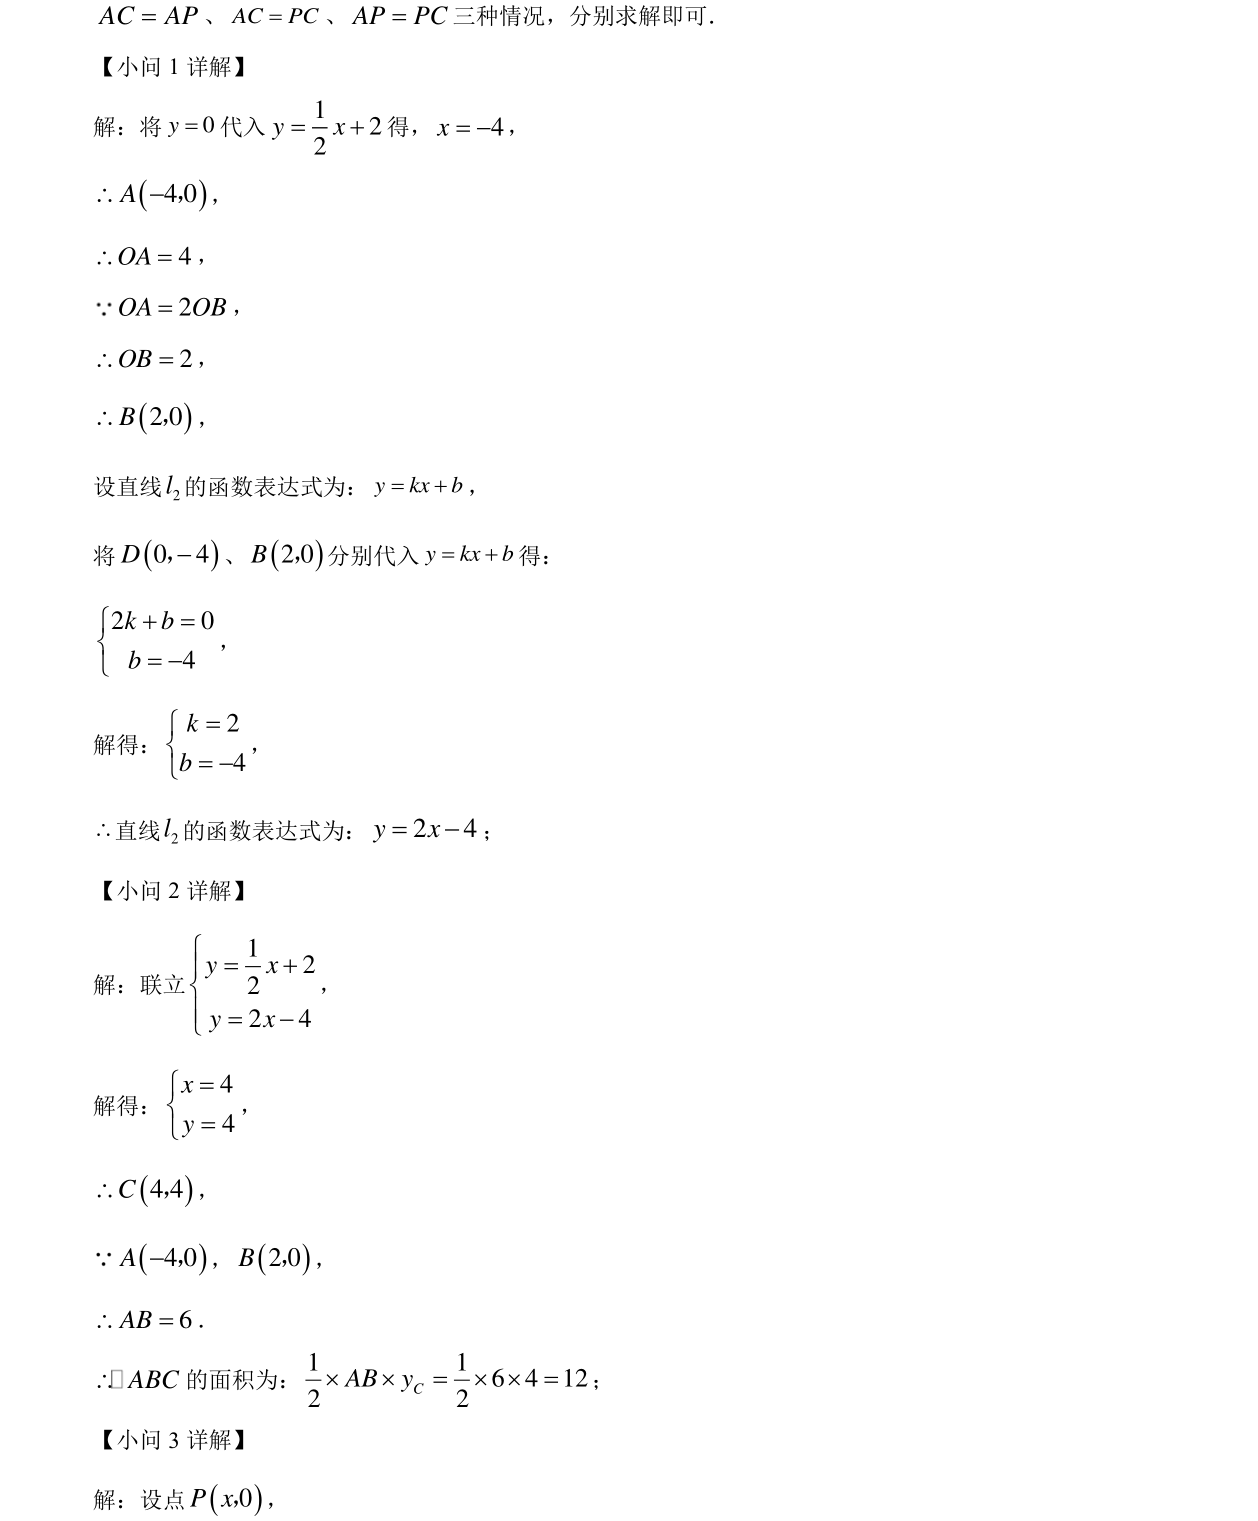 AC = AP 、 AC = PC 、 AP = PC 三种情况，分别求解即可．
【小问 1 详解】
解：将 y = 0 代入 y = 1/2 x + 2 得， x = −4 ，
∴ A(−4,0) ，
∴ OA = 4 ，
∵ OA = 2OB ，
∴ OB = 2 ，
∴ B(2,0) ，
设直线 l₂ 的函数表达式为： y = kx + b ，
将 D(0, − 4) 、 B(2,0) 分别代入 y = kx + b 得：
{2k + b = 0
b = −4 ，
解得： {k = 2
b = −4 ，
∴ 直线 l₂ 的函数表达式为： y = 2x − 4 ；
【小问 2 详解】
解：联立 {y = 1/2 x + 2
y = 2x − 4 ，
解得： {x = 4
y = 4 ，
∴ C(4,4) ，
∵ A(−4,0) ， B(2,0) ，
∴ AB = 6 ．
∴□ ABC 的面积为： 1/2 × AB × y_C = 1/2 × 6 × 4 = 12 ；
【小问 3 详解】
解：设点 P(x,0) ，